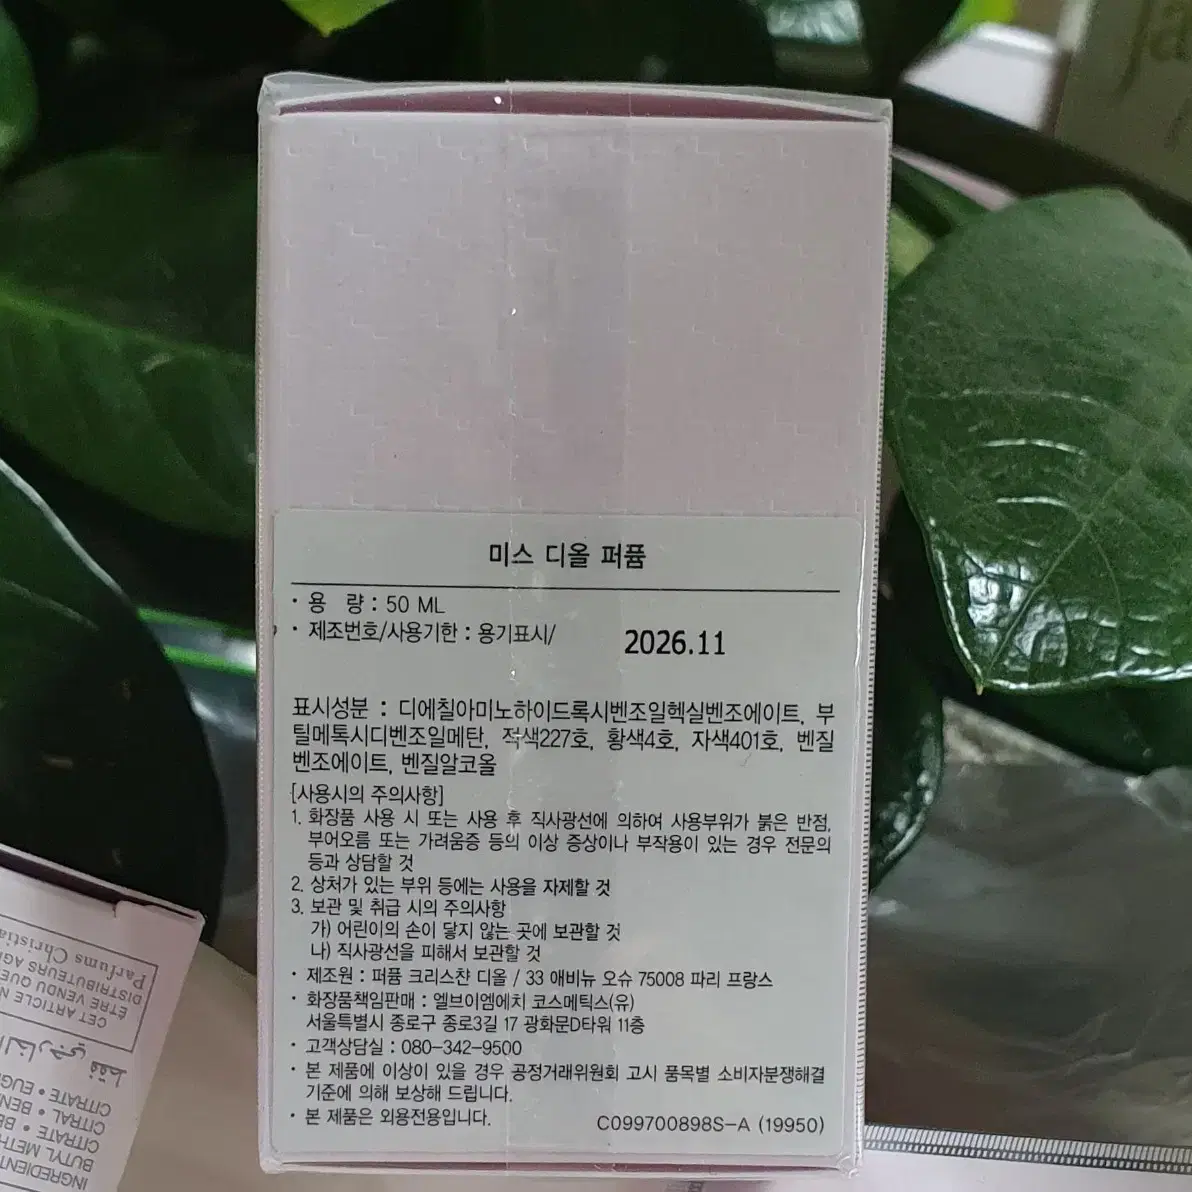 미스 디올 퍼퓸
· 용 량 : 50 ML
· 제조번호/사용기한 : 용기표시/ 2026.11
표시성분 : 디에칠아미노하이드록시벤조일헥실벤조에이트, 부
틸메톡시디벤조일메탄, 적색227호, 황색4호, 자색401호, 벤질
벤조에이트, 벤질알코올
[사용시의 주의사항]
1. 화장품 사용 시 또는 사용 후 직사광선에 의하여 사용부위가 붉은 반점,
부어오름 또는 가려움증 등의 이상 증상이나 부작용이 있는 경우 전문의
등과 상담할 것
2. 상처가 있는 부위 등에는 사용을 자제할 것
3. 보관 및 취급 시의 주의사항
가) 어린이의 손이 닿지 않는 곳에 보관할 것
나) 직사광선을 피해서 보관할 것
· 제조원 : 퍼퓸 크리스챤 디올 / 33 애비뉴 오슈 75008 파리 프랑스
· 화장품책임판매 : 엘브이엠에치 코스메틱스(유)
서울특별시 종로구 종로3길 17 광화문D타워 11층
· 고객상담실 : 080-342-9500
· 본 제품에 이상이 있을 경우 공정거래위원회 고시 품목별 소비자분쟁해결
기준에 의해 보상해 드립니다.
· 본 제품은 외용전용입니다.
C099700898S-A (19950)
CET ARTICLE N
ÊTRE VENDU QUE
DISTRIBUTEURS AG
Parfums Christia
INGREDIENT
BUTYL METH
CITRATE • BE
CITRAL • BEN
CITRATE • EUG